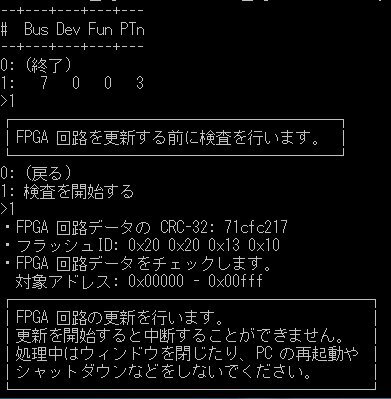 --+---+---+---+---
#  Bus Dev Fun PTn
--+---+---+---+---
0: (終了)
1:   7   0   0   3
>1
FPGA 回路を更新する前に検査を行います。
0: (戻る)
1: 検査を開始する
>1
・FPGA 回路データの CRC-32: 71cfc217
・フラッシュID: 0x20 0x20 0x13 0x10
・FPGA 回路データをチェックします。
対象アドレス: 0x00000 - 0x00fff
FPGA 回路の更新を行います。
更新を開始すると中断することができません。
処理中はウィンドウを閉じたり、PC の再起動や
シャットダウンなどをしないでください。